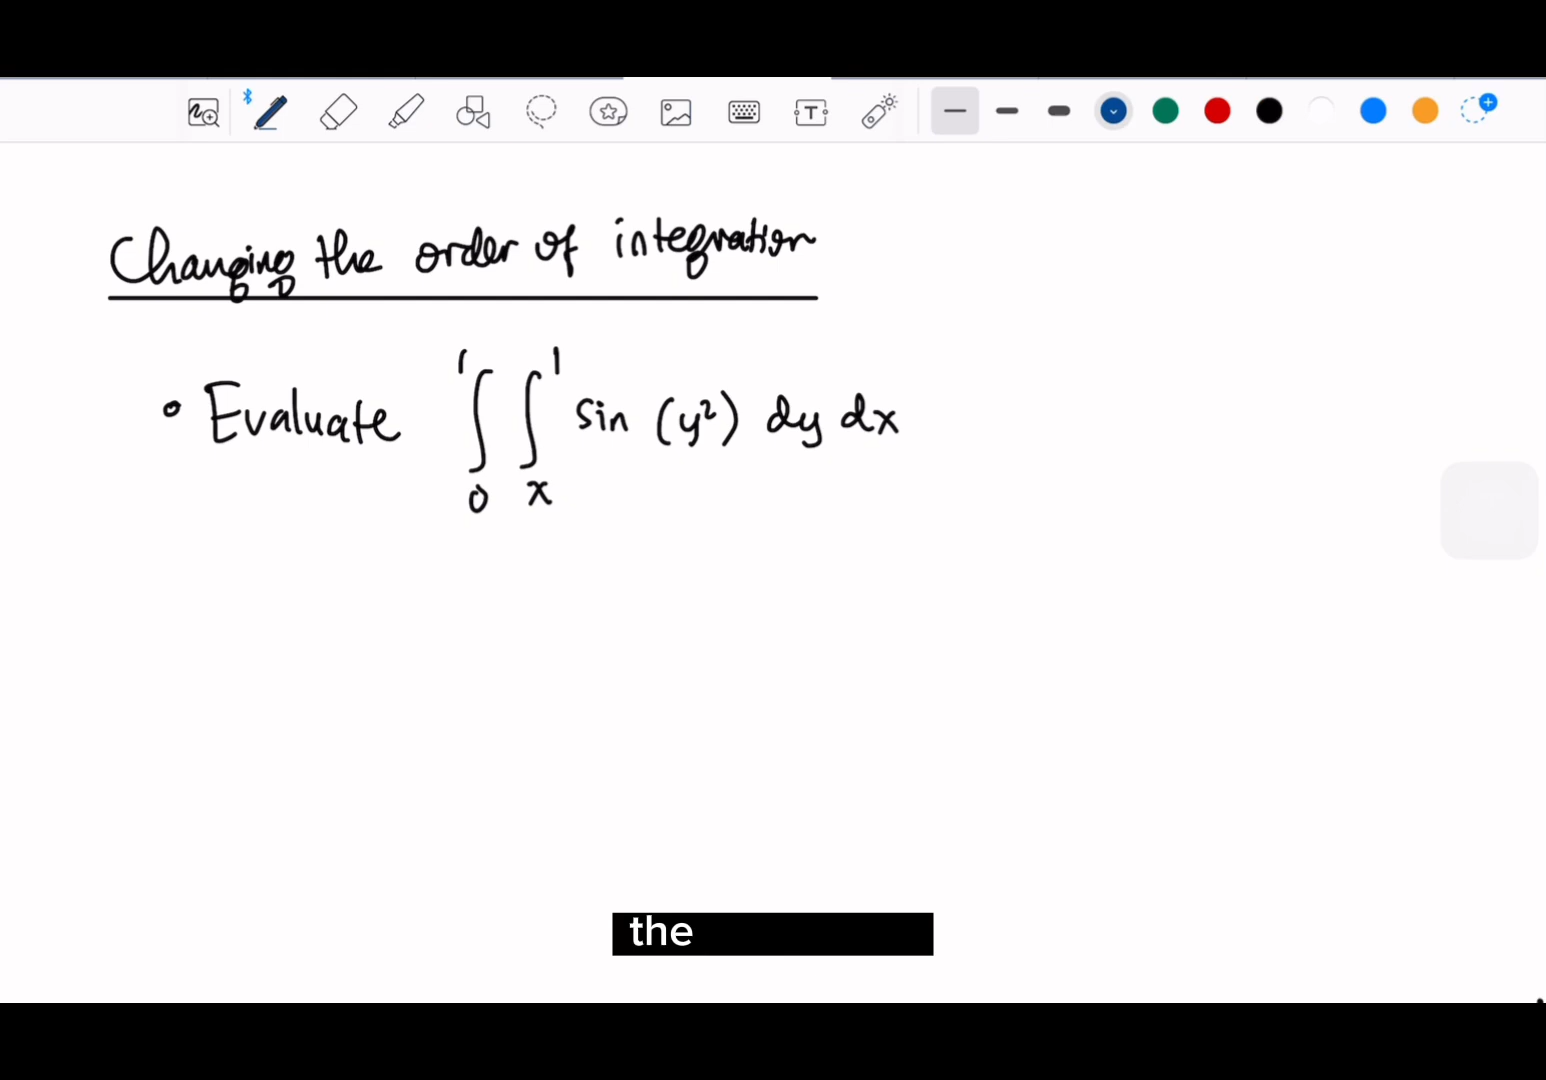 Changing the order of integration
• Evaluate ∫₀¹ ∫ₓ¹ sin (y²) dy dx
the